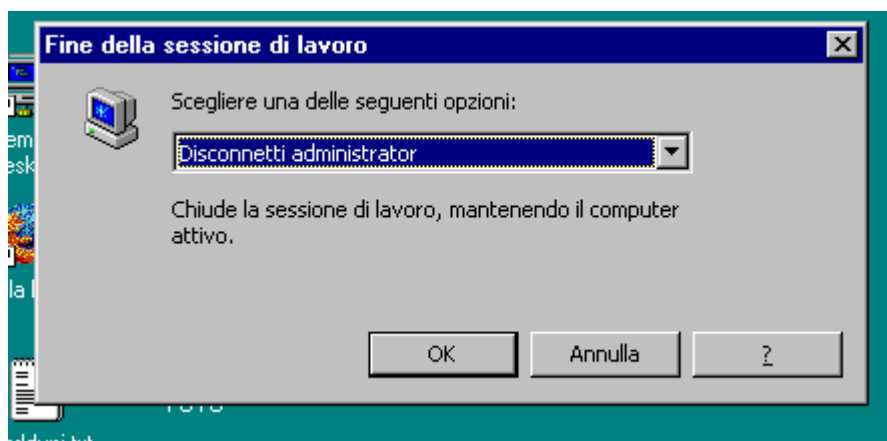 Fine della sessione di lavoro
Scegliere una delle seguenti opzioni:
Disconnetti administrator
Chiude la sessione di lavoro, mantenendo il computer
attivo.
OK
Annulla
?